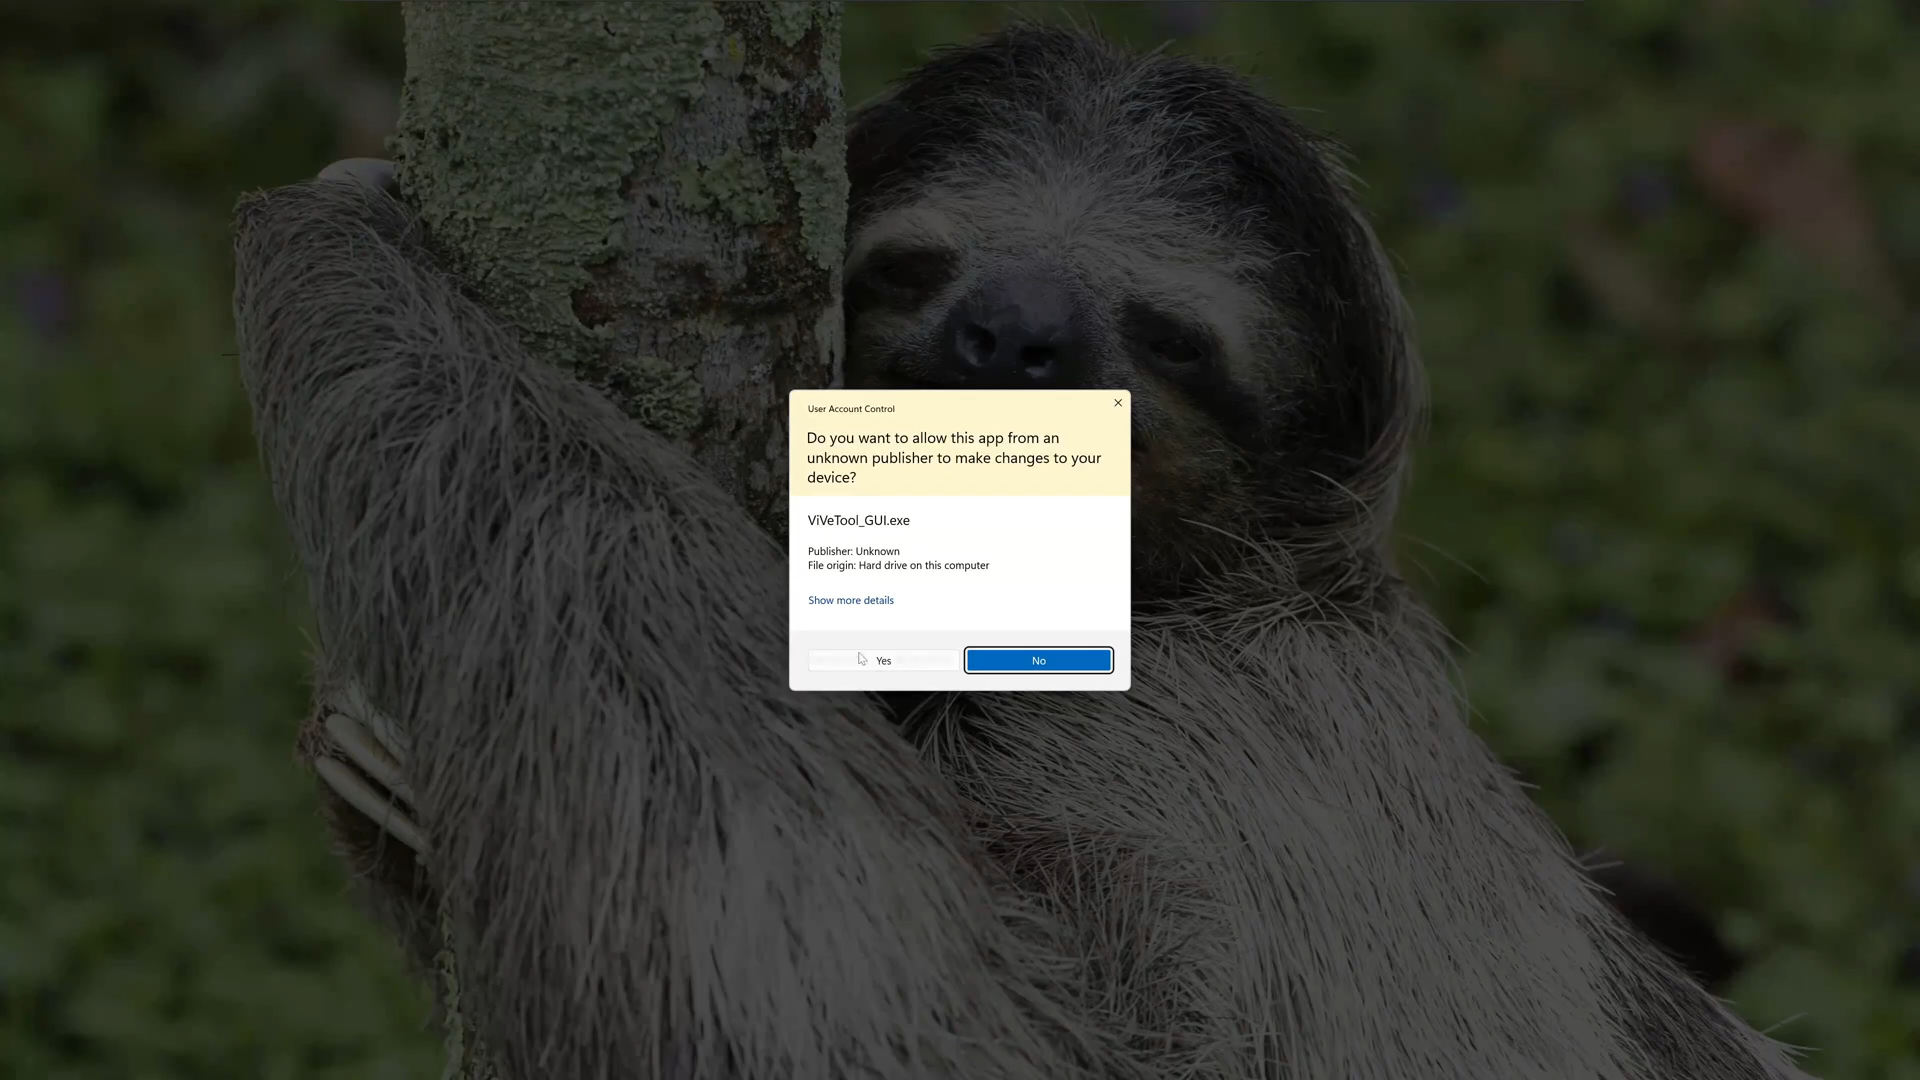 User Account Control
Do you want to allow this app from an
unknown publisher to make changes to your
device?
ViVeTool_GUI.exe
Publisher: Unknown
File origin: Hard drive on this computer
Show more details
Yes
No